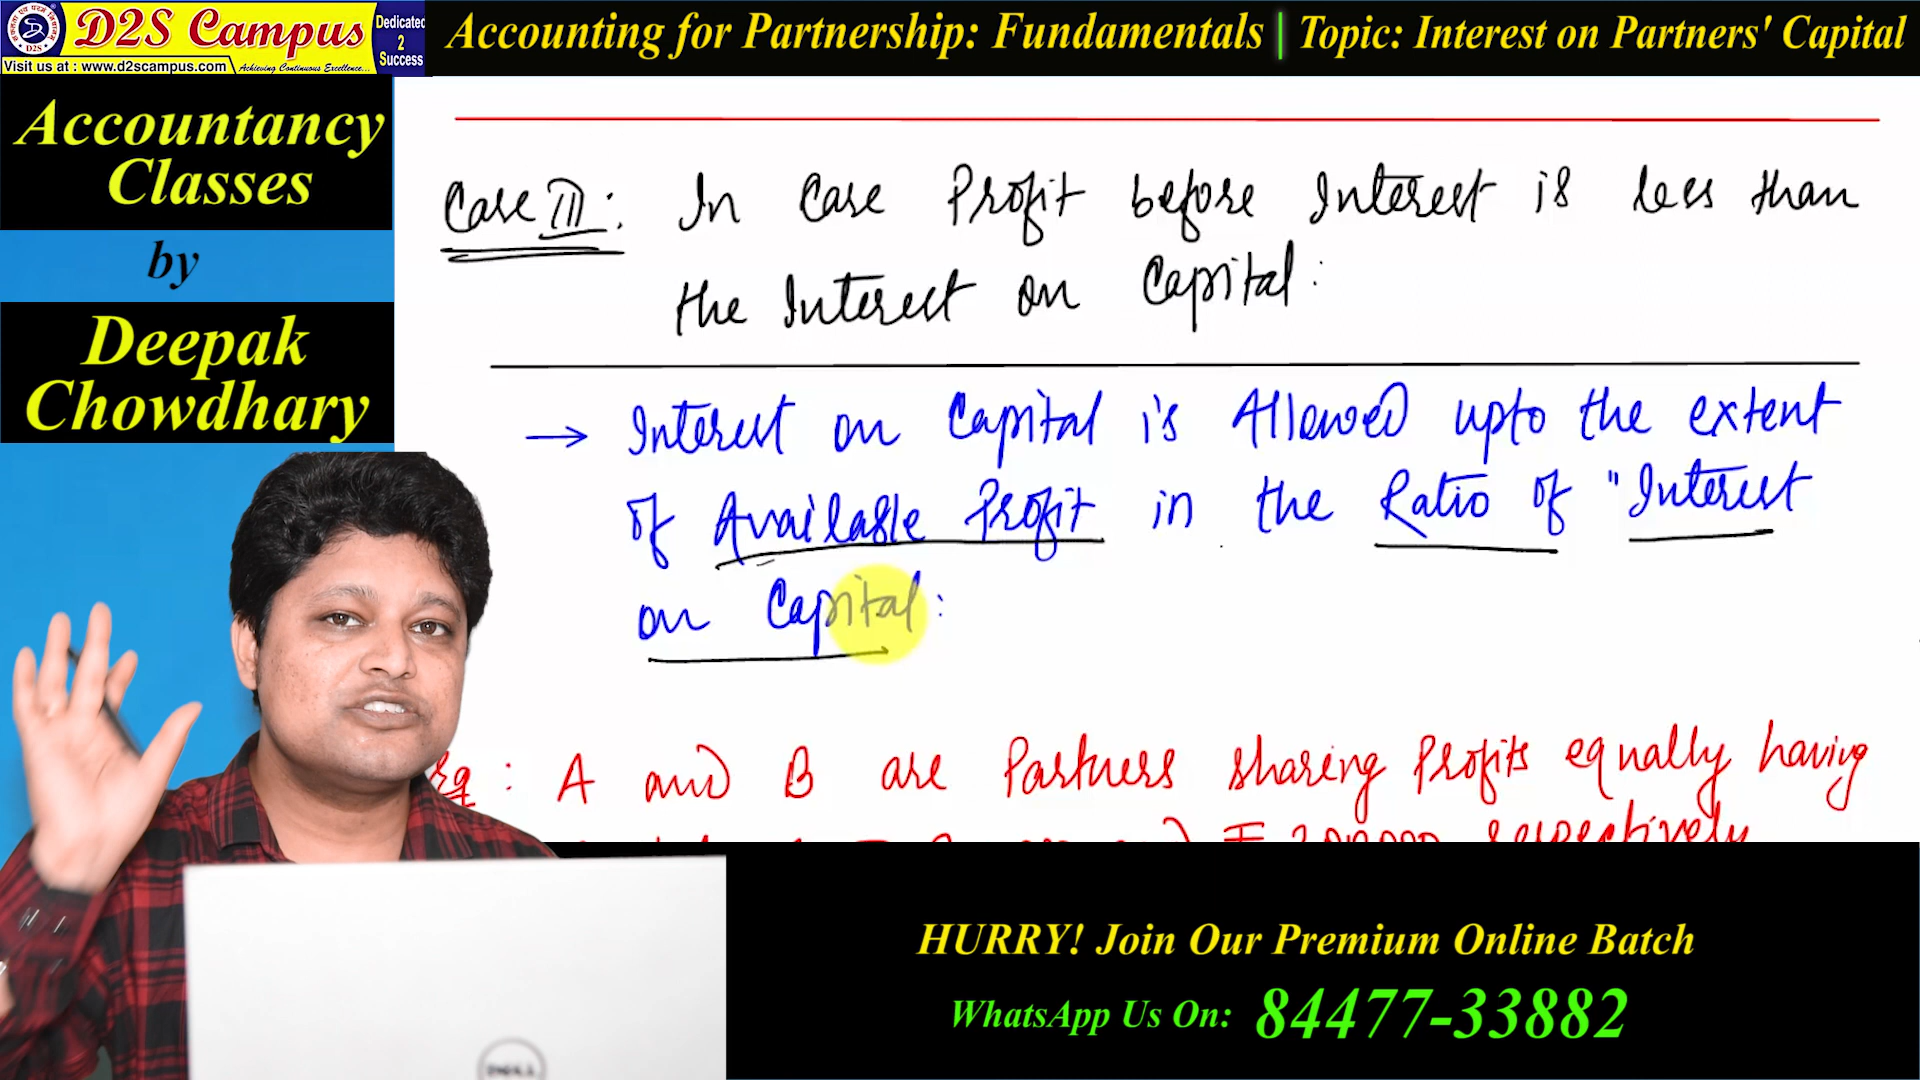 D2S Campus
Dedicated
2
Success
Visit us at : www.d2scampus.com
Achieving Continuous Excellence...
D2S
Accounting for Partnership: Fundamentals | Topic: Interest on Partners' Capital
Accountancy
Classes
by
Deepak
Chowdhary
Case III: In Case Profit before Interest is less than
the Interest on Capital:
→ Interest on Capital is Allowed upto the extent
of Available Profit in the Ratio of "Interest
on Capital:
Eg: A and B are Partners sharing Profits equally having
respectively
DELL
HURRY! Join Our Premium Online Batch
WhatsApp Us On: 84477-33882